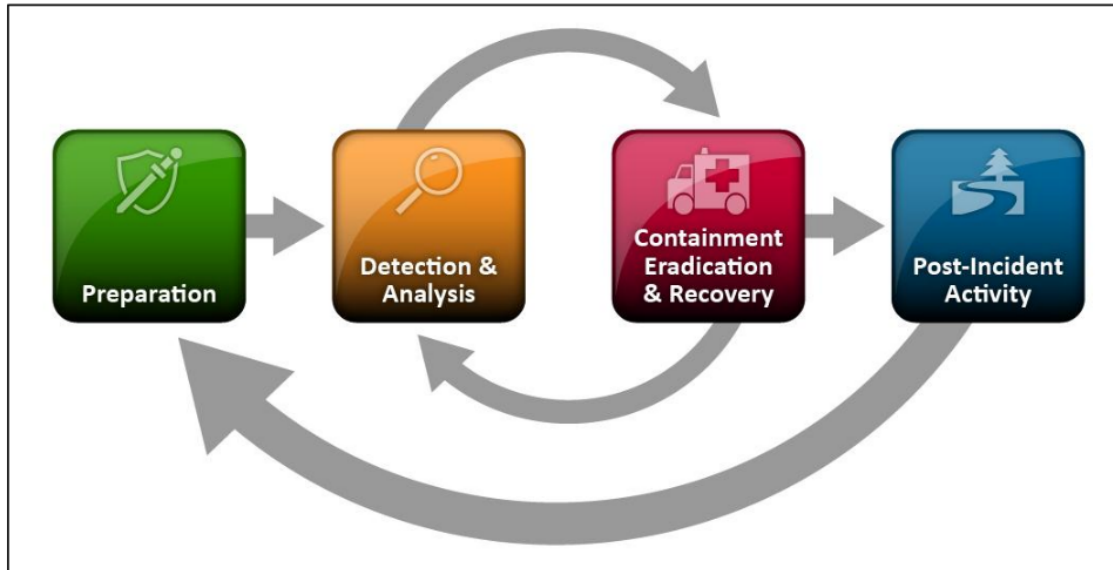 Preparation
Detection &
Analysis
Containment
Eradication
& Recovery
Post-Incident
Activity